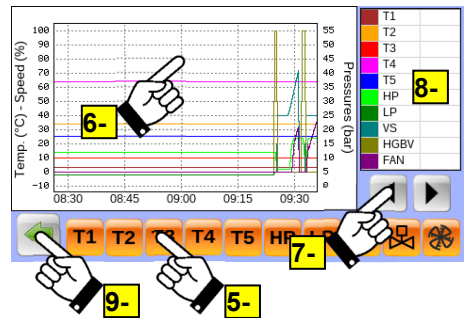 Temp. (°C) - Speed (%)
100
90
80
70
60
50
40
30
20
10
0
-10
08:30
08:45
09:00
09:15
09:30
55
50
45
40
35
30
25
20
15
10
5
0
Pressures (bar)
T1
T2
T3
T4
T5
HP
LP
VS
HGBV
FAN
6-
8-
T1
T2
T3
T4
T5
HP
7-
9-
5-